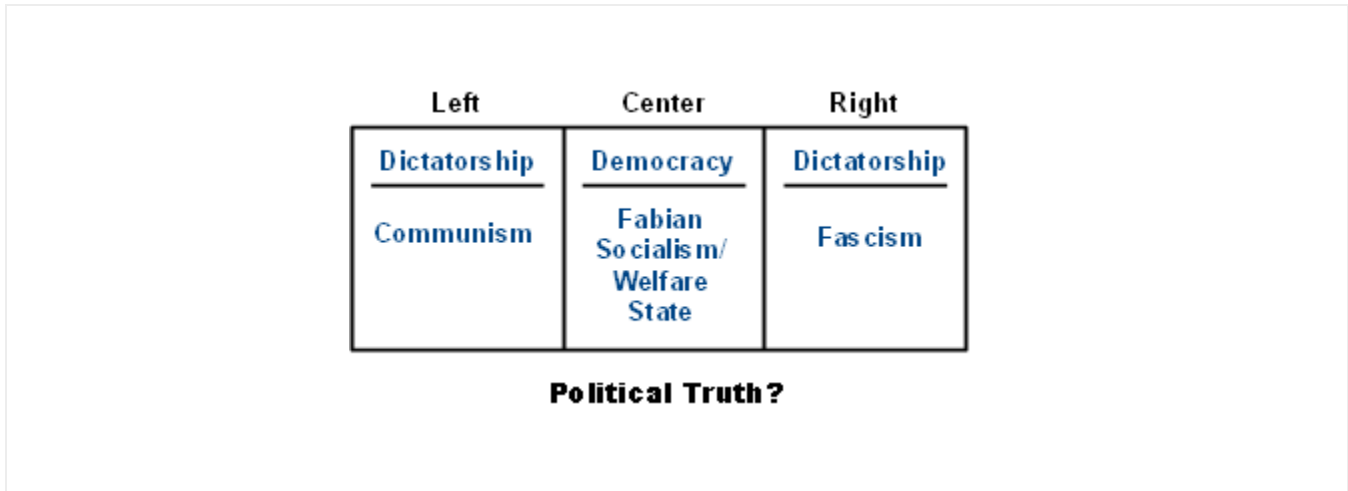 Left Center Right
Dictatorship Democracy Dictatorship
Communism
Fabian
Socialism/
Welfare
State
Fascism
Political Truth?